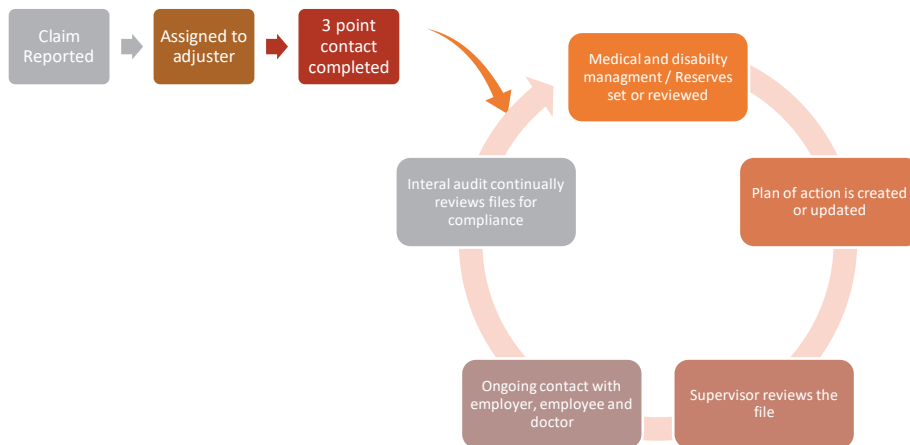 Claim
Reported
Assigned to
adjuster
3 point
contact
completed
Medical and disabilty
managment / Reserves
set or reviewed
Plan of action is created
or updated
Supervisor reviews the
file
Ongoing contact with
employer, employee and
doctor
Interal audit continually
reviews files for
compliance